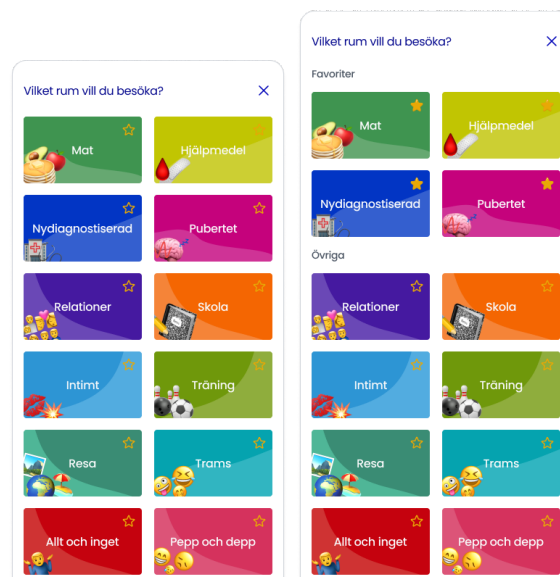 Vilket rum vill du besöka?
Mat
Hjälpmedel
Nydiagnostiserad
Pubertet
Relationer
Skola
Intimt
Träning
Resa
Trams
Allt och inget
Pepp och depp
Vilket rum vill du besöka?
Favoriter
Mat
Hjälpmedel
Nydiagnostiserad
Pubertet
Övriga
Relationer
Skola
Intimt
Träning
Resa
Trams
Allt och inget
Pepp och depp